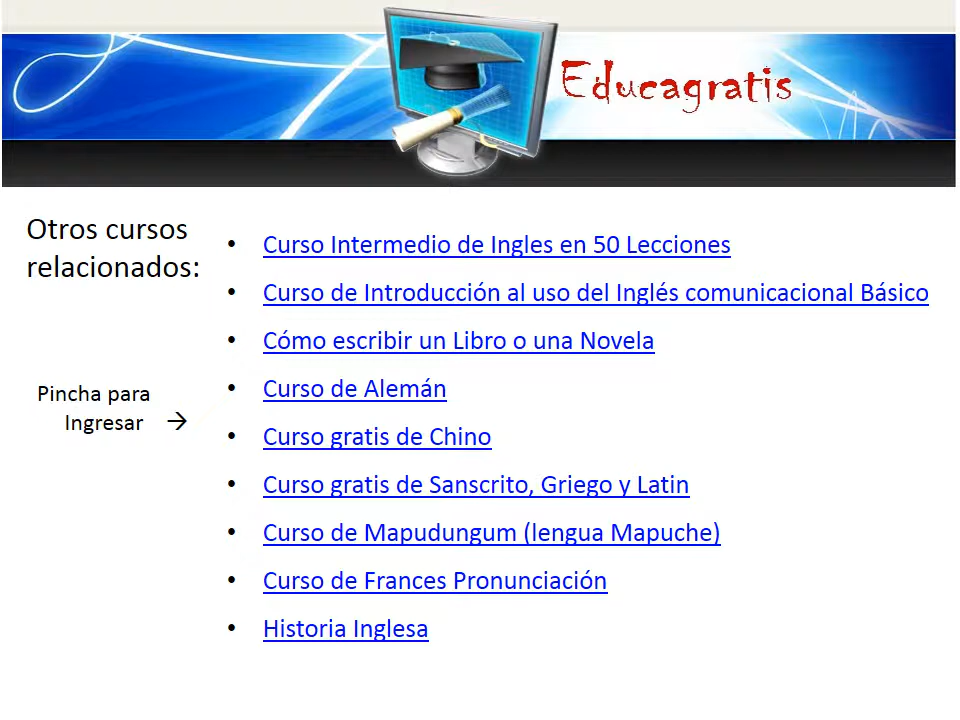 Educagratis
Otros cursos
relacionados:
• Curso Intermedio de Ingles en 50 Lecciones
• Curso de Introducción al uso del Inglés comunicacional Básico
• Cómo escribir un Libro o una Novela
Pincha para
Ingresar →
• Curso de Alemán
• Curso gratis de Chino
• Curso gratis de Sanscrito, Griego y Latin
• Curso de Mapudungum (lengua Mapuche)
• Curso de Frances Pronunciación
• Historia Inglesa